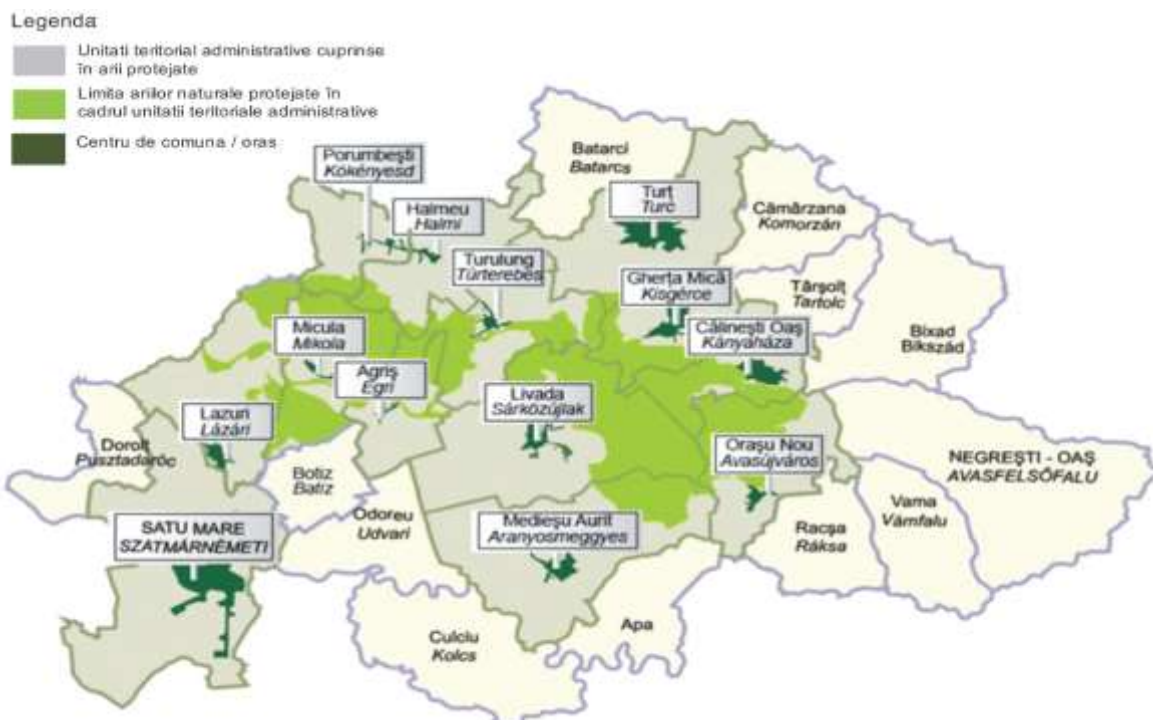 Legenda
Unitati teritorial administrative cuprinse
în arii protejate
Limita ariilor naturale protejate în
cadrul unitatii teritoriale administrative
Centru de comuna / oras
Porumbești
Kökényesd
Halmeu
Halmi
Batarci
Batarcs
Turț
Turc
Cămărzana
Komorzán
Turulung
Túrterebes
Gherța Mică
Kisgérce
Târșolț
Tartolc
Micula
Mikola
Călinești Oaș
Kányaháza
Bixad
Bikszád
Agriș
Egri
Livada
Sárközújlak
Lazuri
Lázári
Dorolț
Pusztadaróc
Orașu Nou
Avasújváros
NEGREȘTI - OAȘ
AVASFELSŐFALU
Botiz
Batiz
Odoreu
Udvari
Vama
Vámfalu
SATU MARE
SZATMÁRNÉMETI
Medieșu Aurit
Aranyosmeggyes
Racșa
Ráksa
Culciu
Kolcs
Apa